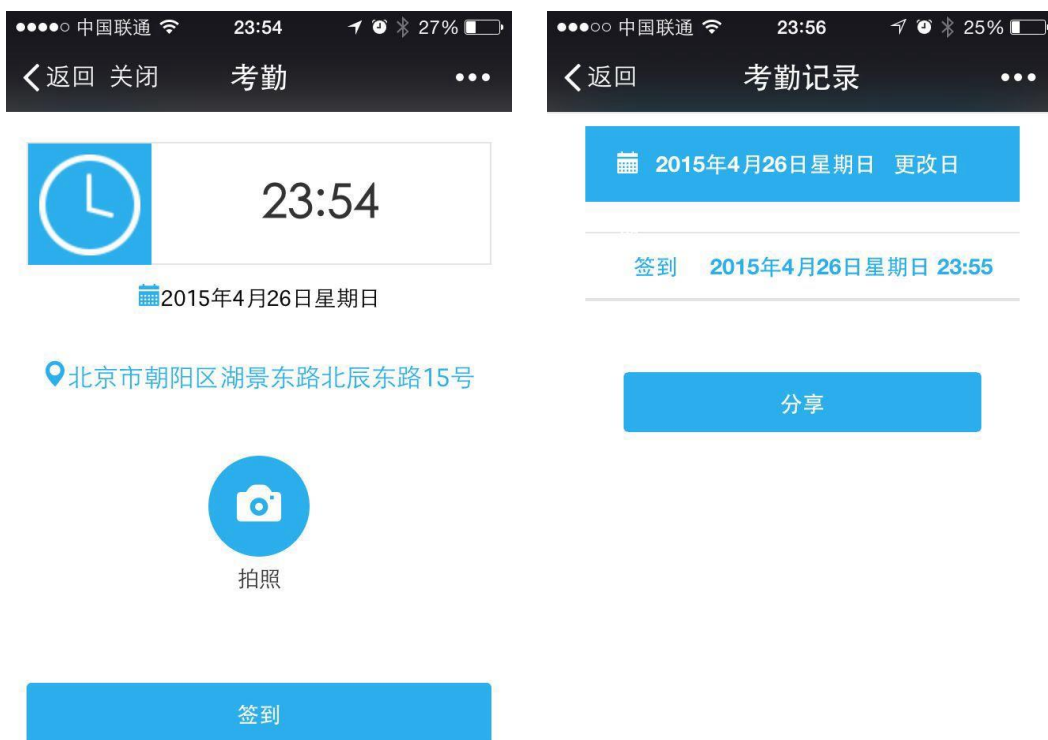 中国联通 23:54 27%
返回 关闭 考勤
23:54
2015年4月26日星期日
北京市朝阳区湖景东路北辰东路15号
拍照
签到
中国联通 23:56 25%
返回 考勤记录
2015年4月26日星期日 更改日
签到 2015年4月26日星期日 23:55
分享